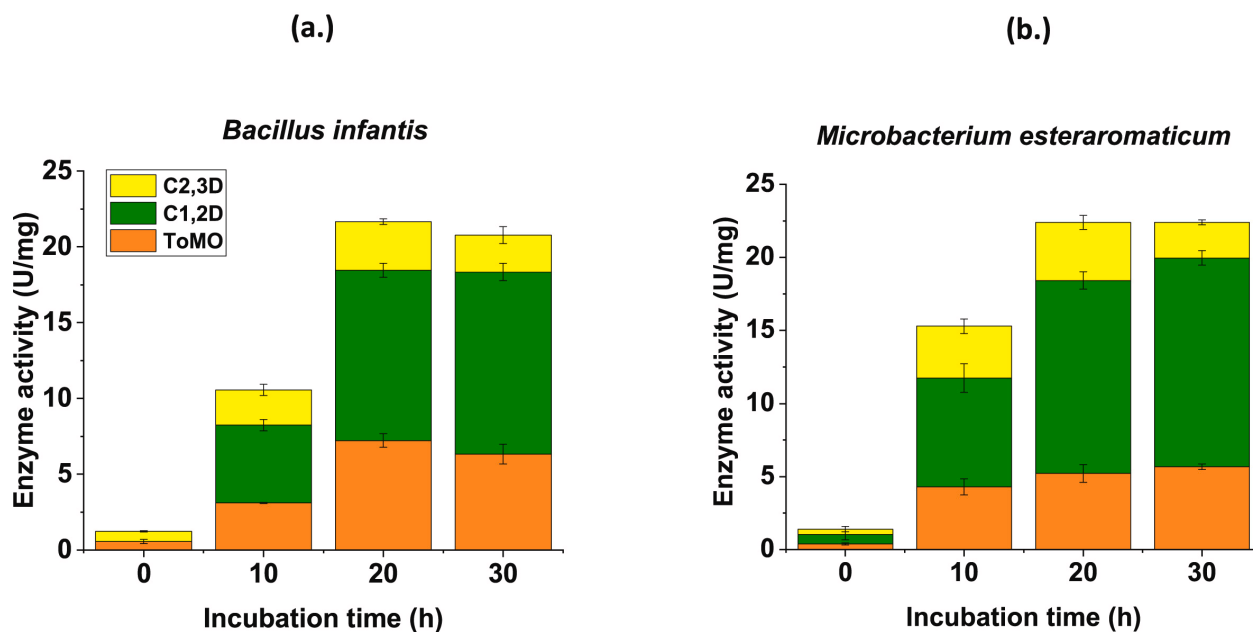 (a.)
Bacillus infantis
Enzyme activity (U/mg)
25
20
15
10
5
0
C2,3D
C1,2D
ToMO
0 10 20 30
Incubation time (h)
(b.)
Microbacterium esteraromaticum
Enzyme activity (U/mg)
25
20
15
10
5
0
0 10 20 30
Incubation time (h)